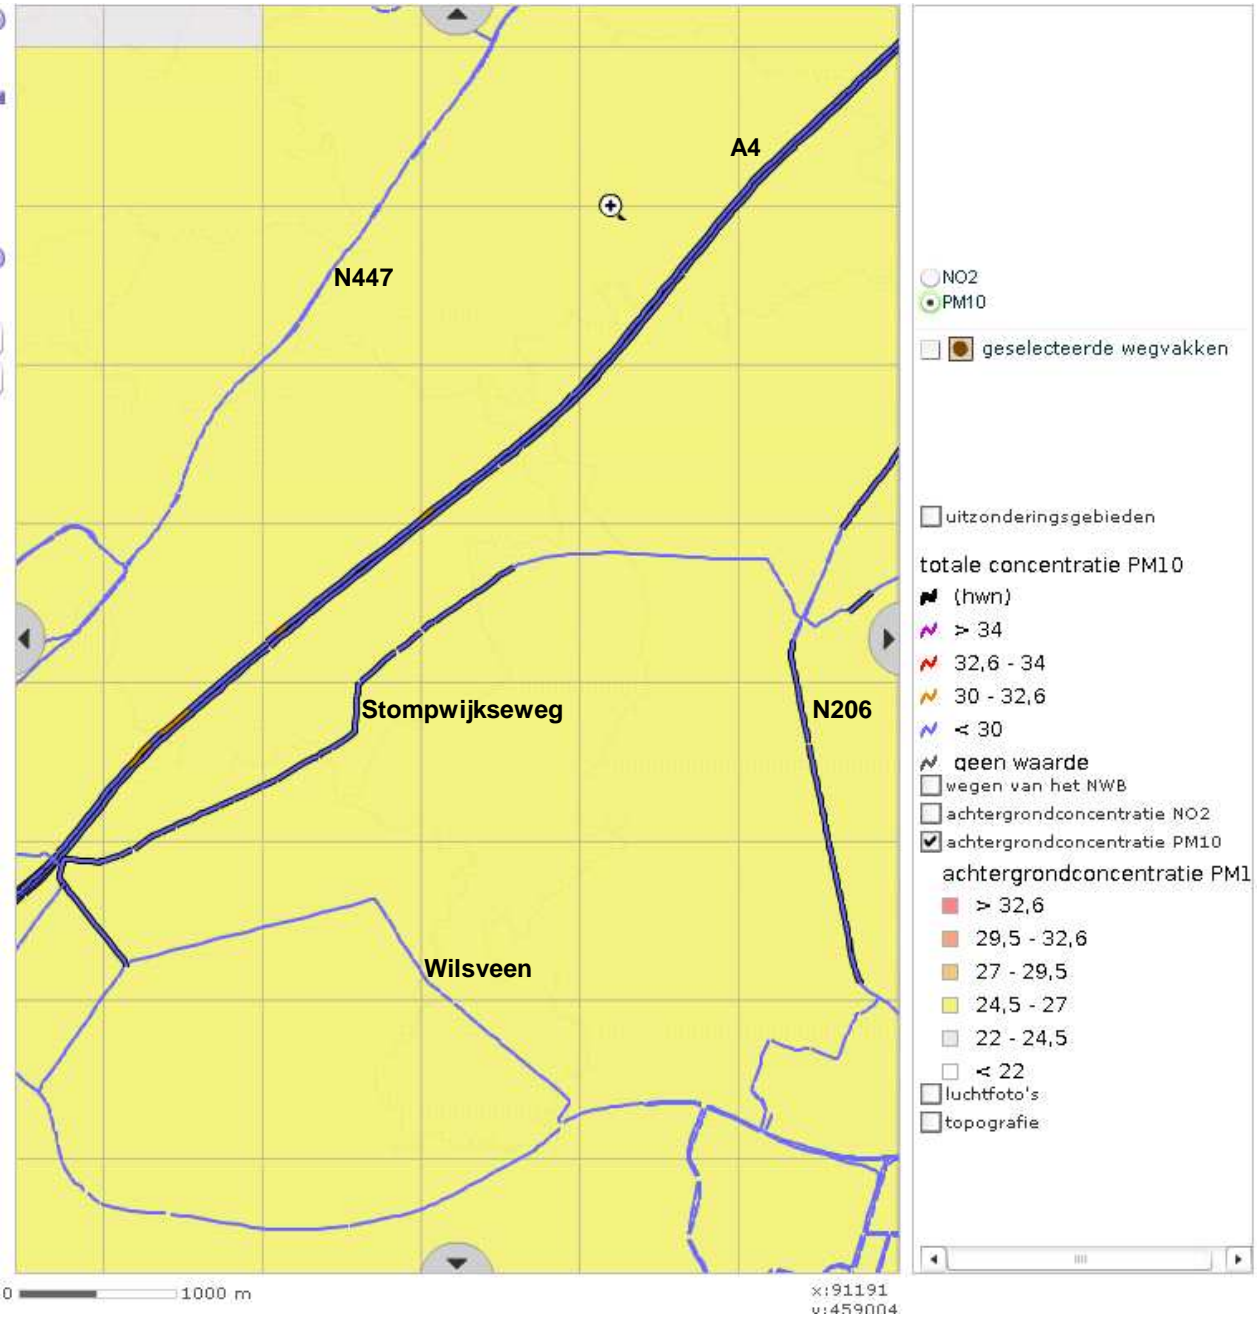 A4
N447
Stompwijkseweg
N206
Wilsveen
NO2
PM10
geselecteerde wegvakken
uitzonderingsgebieden
totale concentratie PM10
(hwn)
> 34
32,6 - 34
30 - 32,6
< 30
geen waarde
wegen van het NWB
achtergrondconcentratie NO2
achtergrondconcentratie PM10
achtergrondconcentratie PM1
> 32,6
29,5 - 32,6
27 - 29,5
24,5 - 27
22 - 24,5
< 22
luchtfoto's
topografie
0 1000 m
x:91191
y:459004